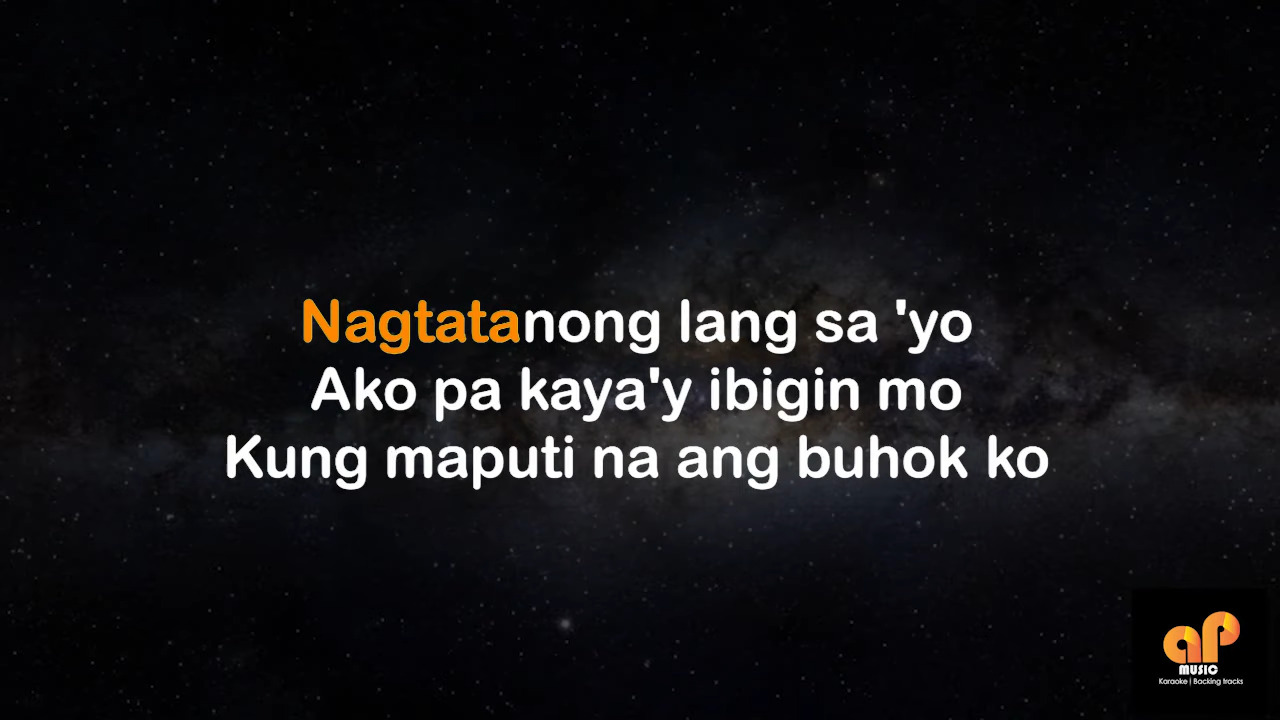 Nagtatanong lang sa 'yo
Ako pa kaya'y ibigin mo
Kung maputi na ang buhok ko
aP
MUSIC
Karaoke | Backing tracks